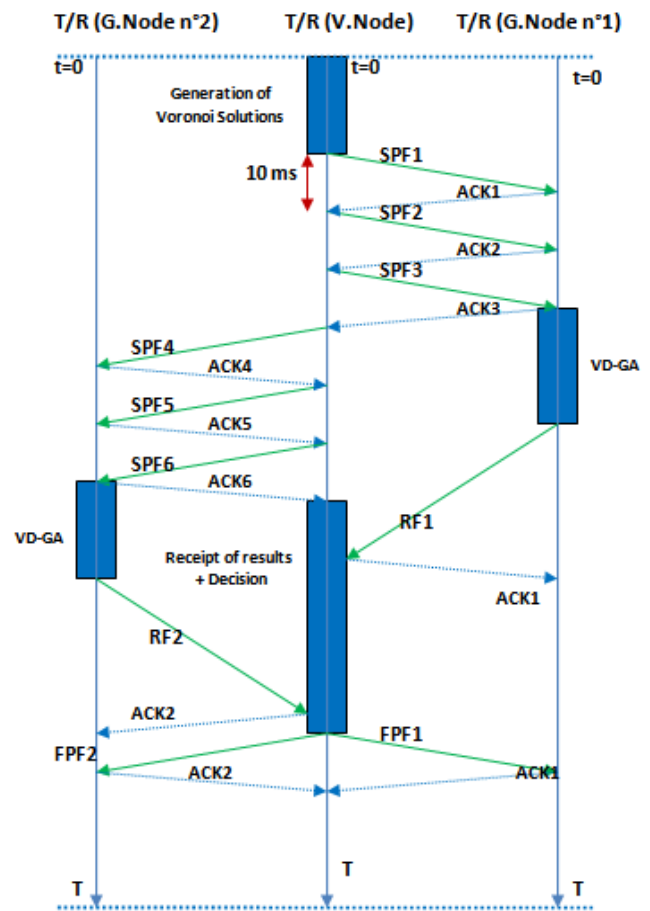 T/R (G.Node n°2) T/R (V.Node) T/R (G.Node n°1)
t=0 t=0 t=0
Generation of
Voronoi Solutions
SPF1
10 ms
ACK1
SPF2
ACK2
SPF3
ACK3
SPF4
ACK4
VD-GA
SPF5
ACK5
SPF6
ACK6
RF1
VD-GA
Receipt of results
+ Decision
ACK1
RF2
ACK2
FPF1
FPF2
ACK2 ACK1
T T T